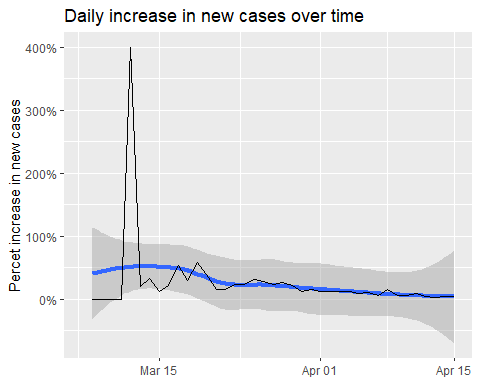 Daily increase in new cases over time
Percet increase in new cases
400%
300%
200%
100%
0%
Mar 15
Apr 01
Apr 15